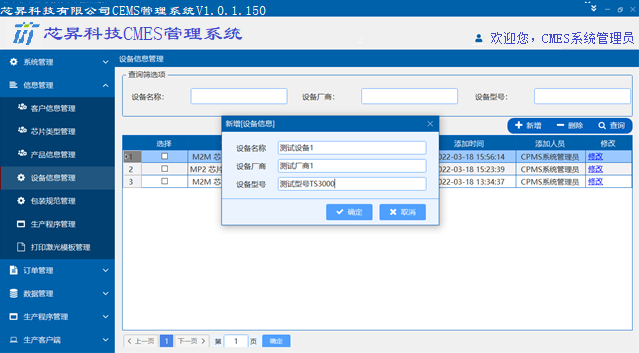 芯昇科技有限公司CEMS管理系统V1.0.1.150
芯昇科技CMES管理系统
欢迎您，CMES系统管理员
系统管理
信息管理
客户信息管理
芯片类型管理
产品信息管理
设备信息管理
包装规范管理
生产程序管理
打印激光模板管理
订单管理
数据管理
生产程序管理
生产客户端
设备信息管理
查询筛选项
设备名称：
设备厂商：
设备型号：
新增 删除 查询
选择 添加时间 添加人员 修改
1 M2M 芯 022-03-18 15:56:14 CPMS系统管理员 修改
2 MP2 芯片 022-03-18 15:23:39 CPMS系统管理员 修改
3 M2M 芯 022-03-18 13:34:37 CPMS系统管理员 修改
新增[设备信息]
设备名称 测试设备1
设备厂商 测试厂商1
设备型号 测试型号TS3000
确定 取消
上一页 1 下一页 第 1 页 确定